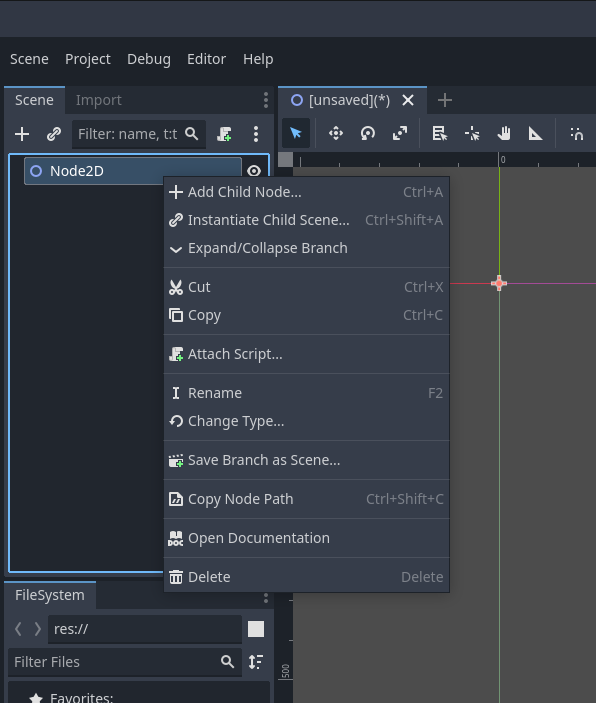 Scene Project Debug Editor Help
Scene Import
[unsaved](*)
Filter: name, t:t
0
Node2D
Add Child Node... Ctrl+A
Instantiate Child Scene... Ctrl+Shift+A
Expand/Collapse Branch
Cut Ctrl+X
Copy Ctrl+C
Attach Script...
Rename F2
Change Type...
Save Branch as Scene...
Copy Node Path Ctrl+Shift+C
Open Documentation
Delete Delete
FileSystem
res://
Filter Files
500
Favorites: